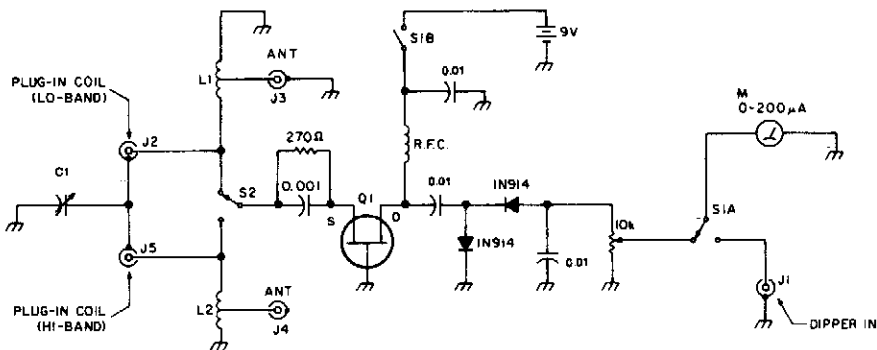 PLUG-IN COIL
(LO-BAND)
J2
C1
J5
PLUG-IN COIL
(HI-BAND)
L1
ANT
J3
S2
L2
ANT
J4
270Ω
0.001
S
Q1
D
S1B
9V
0.01
R.F.C.
0.01
1N914
1N914
0.01
10k
M
0-200μA
S1A
J1
DIPPER IN